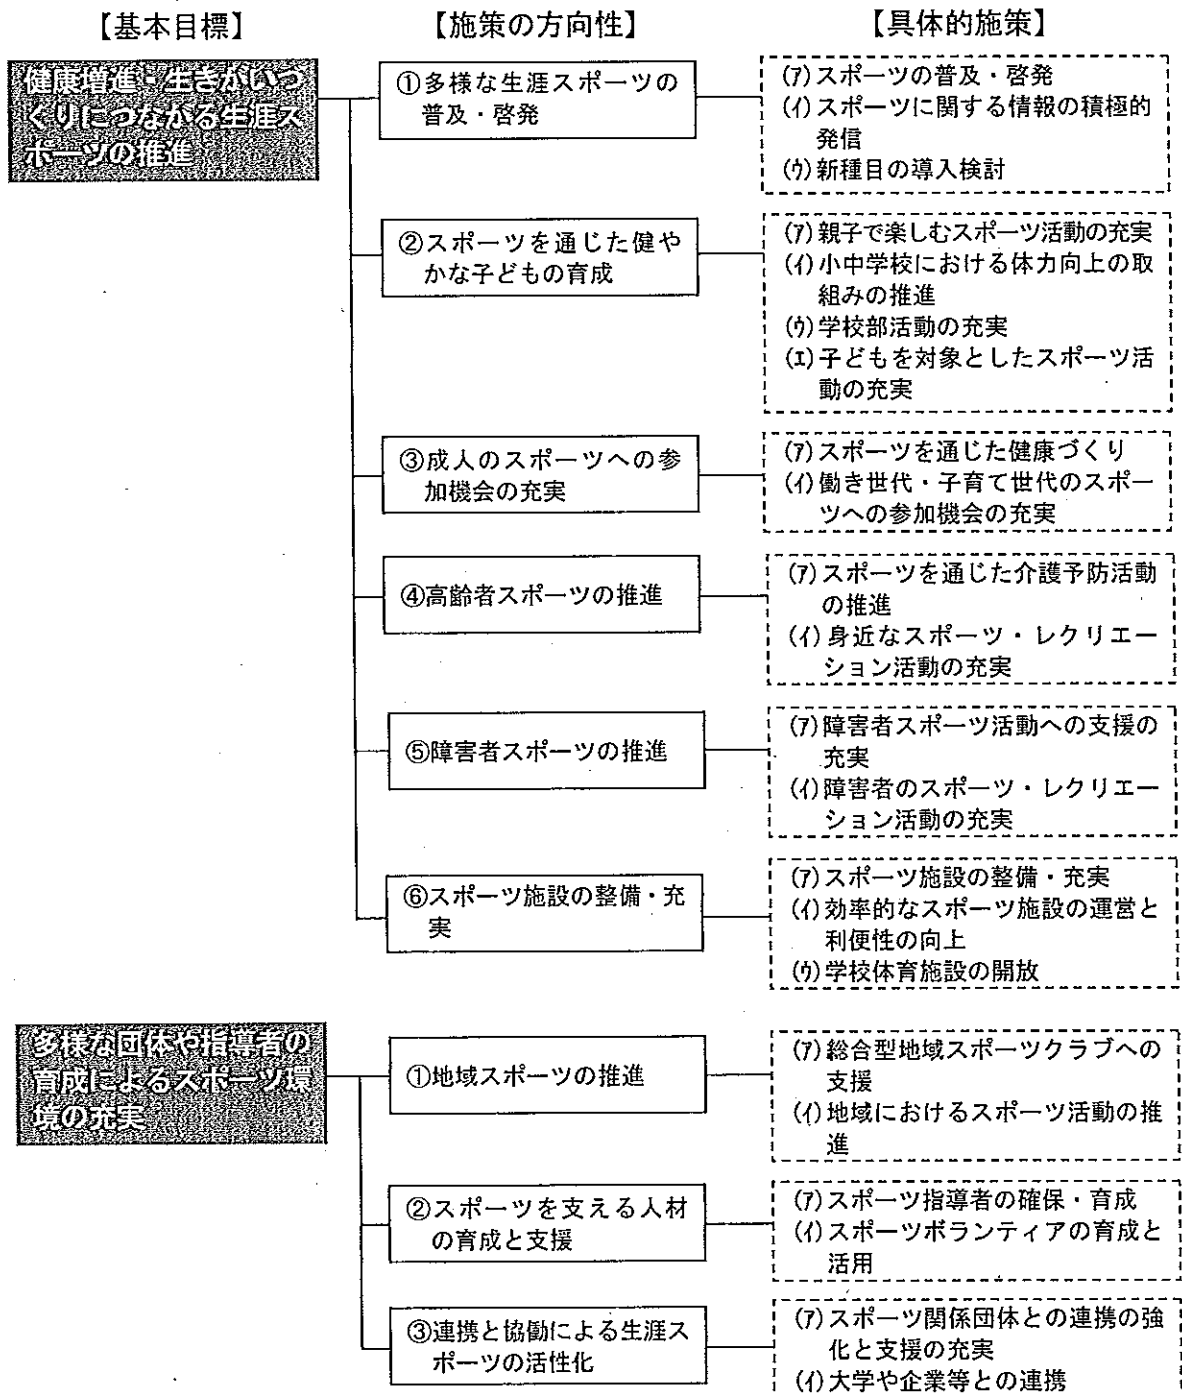 【基本目標】
【施策の方向性】
【具体的施策】
健康増進・生きがいつ
くりにつながる生涯ス
ポーツの推進
①多様な生涯スポーツの
普及・啓発
(ｱ)スポーツの普及・啓発
(ｲ)スポーツに関する情報の積極的
発信
(ｳ)新種目の導入検討
②スポーツを通じた健や
かな子どもの育成
(ｱ)親子で楽しむスポーツ活動の充実
(ｲ)小中学校における体力向上の取
組みの推進
(ｳ)学校部活動の充実
(ｴ)子どもを対象としたスポーツ活
動の充実
③成人のスポーツへの参
加機会の充実
(ｱ)スポーツを通じた健康づくり
(ｲ)働き世代・子育て世代のスポー
ツへの参加機会の充実
④高齢者スポーツの推進
(ｱ)スポーツを通じた介護予防活動
の推進
(ｲ)身近なスポーツ・レクリエー
ション活動の充実
⑤障害者スポーツの推進
(ｱ)障害者スポーツ活動への支援の
充実
(ｲ)障害者のスポーツ・レクリエー
ション活動の充実
⑥スポーツ施設の整備・充
実
(ｱ)スポーツ施設の整備・充実
(ｲ)効率的なスポーツ施設の運営と
利便性の向上
(ｳ)学校体育施設の開放
多様な団体や指導者の
育成によるスポーツ環
境の充実
①地域スポーツの推進
(ｱ)総合型地域スポーツクラブへの
支援
(ｲ)地域におけるスポーツ活動の推
進
②スポーツを支える人材
の育成と支援
(ｱ)スポーツ指導者の確保・育成
(ｲ)スポーツボランティアの育成と
活用
③連携と協働による生涯ス
ポーツの活性化
(ｱ)スポーツ関係団体との連携の強
化と支援の充実
(ｲ)大学や企業等との連携